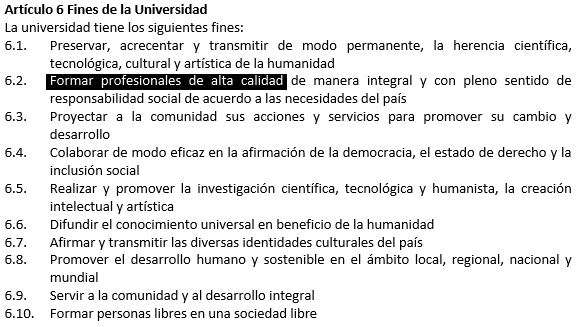 Artículo 6 Fines de la Universidad
La universidad tiene los siguientes fines:
6.1. Preservar, acrecentar y transmitir de modo permanente, la herencia científica,
tecnológica, cultural y artística de la humanidad
6.2. Formar profesionales de alta calidad de manera integral y con pleno sentido de
responsabilidad social de acuerdo a las necesidades del país
6.3. Proyectar a la comunidad sus acciones y servicios para promover su cambio y
desarrollo
6.4. Colaborar de modo eficaz en la afirmación de la democracia, el estado de derecho y la
inclusión social
6.5. Realizar y promover la investigación científica, tecnológica y humanista, la creación
intelectual y artística
6.6. Difundir el conocimiento universal en beneficio de la humanidad
6.7. Afirmar y transmitir las diversas identidades culturales del país
6.8. Promover el desarrollo humano y sostenible en el ámbito local, regional, nacional y
mundial
6.9. Servir a la comunidad y al desarrollo integral
6.10. Formar personas libres en una sociedad libre